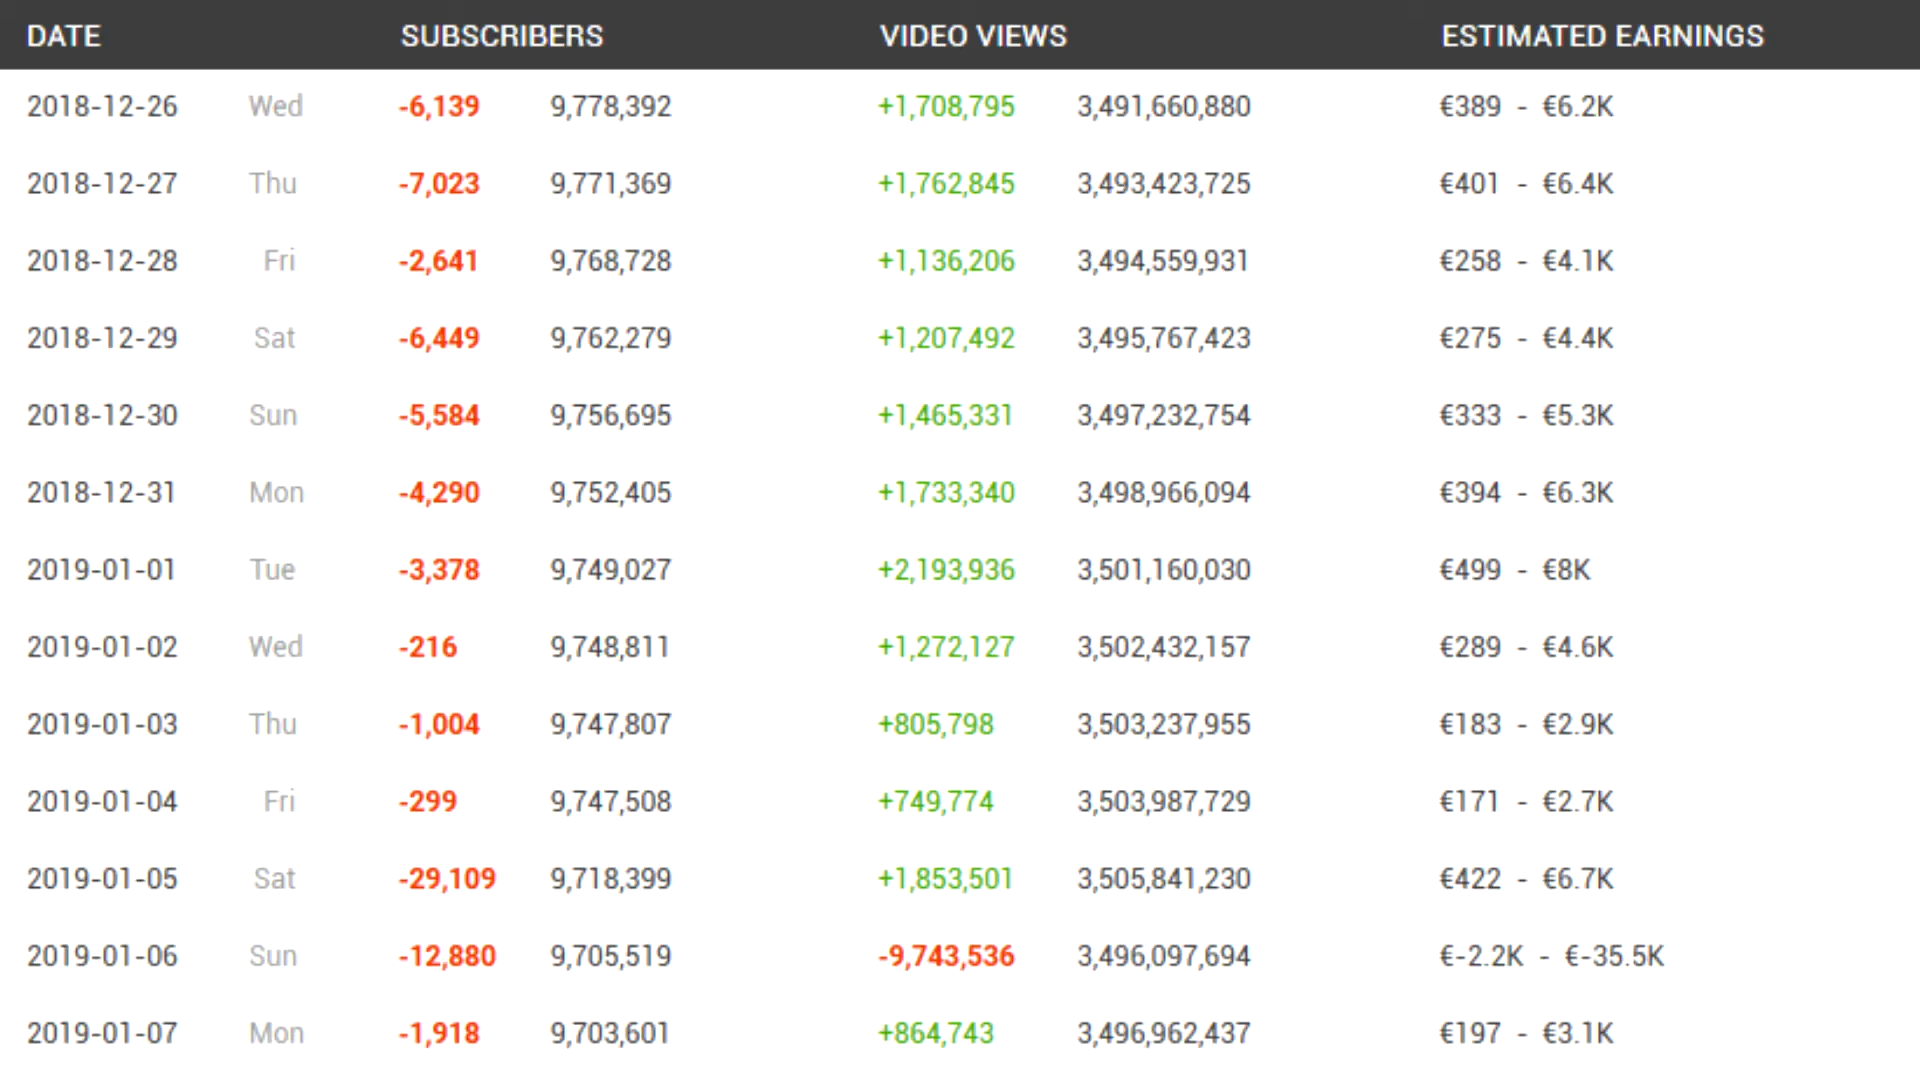 DATE SUBSCRIBERS VIDEO VIEWS ESTIMATED EARNINGS
2018-12-26 Wed -6,139 9,778,392 +1,708,795 3,491,660,880 €389 - €6.2K
2018-12-27 Thu -7,023 9,771,369 +1,762,845 3,493,423,725 €401 - €6.4K
2018-12-28 Fri -2,641 9,768,728 +1,136,206 3,494,559,931 €258 - €4.1K
2018-12-29 Sat -6,449 9,762,279 +1,207,492 3,495,767,423 €275 - €4.4K
2018-12-30 Sun -5,584 9,756,695 +1,465,331 3,497,232,754 €333 - €5.3K
2018-12-31 Mon -4,290 9,752,405 +1,733,340 3,498,966,094 €394 - €6.3K
2019-01-01 Tue -3,378 9,749,027 +2,193,936 3,501,160,030 €499 - €8K
2019-01-02 Wed -216 9,748,811 +1,272,127 3,502,432,157 €289 - €4.6K
2019-01-03 Thu -1,004 9,747,807 +805,798 3,503,237,955 €183 - €2.9K
2019-01-04 Fri -299 9,747,508 +749,774 3,503,987,729 €171 - €2.7K
2019-01-05 Sat -29,109 9,718,399 +1,853,501 3,505,841,230 €422 - €6.7K
2019-01-06 Sun -12,880 9,705,519 -9,743,536 3,496,097,694 €-2.2K - €-35.5K
2019-01-07 Mon -1,918 9,703,601 +864,743 3,496,962,437 €197 - €3.1K